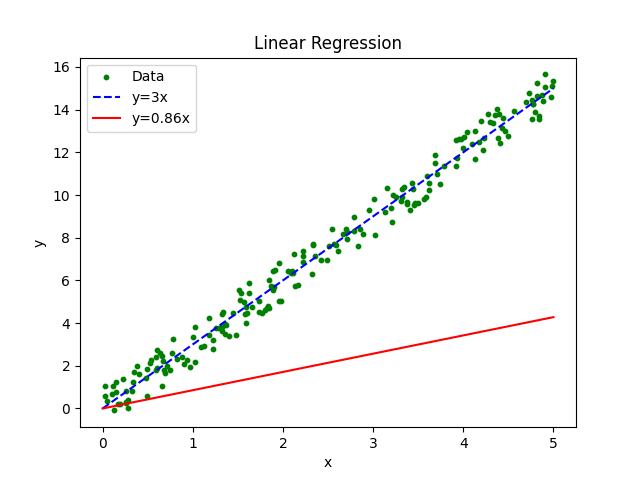 Linear Regression
Data
y=3x
y=0.86x
16
14
12
10
8
6
4
2
0
y
0 1 2 3 4 5
x